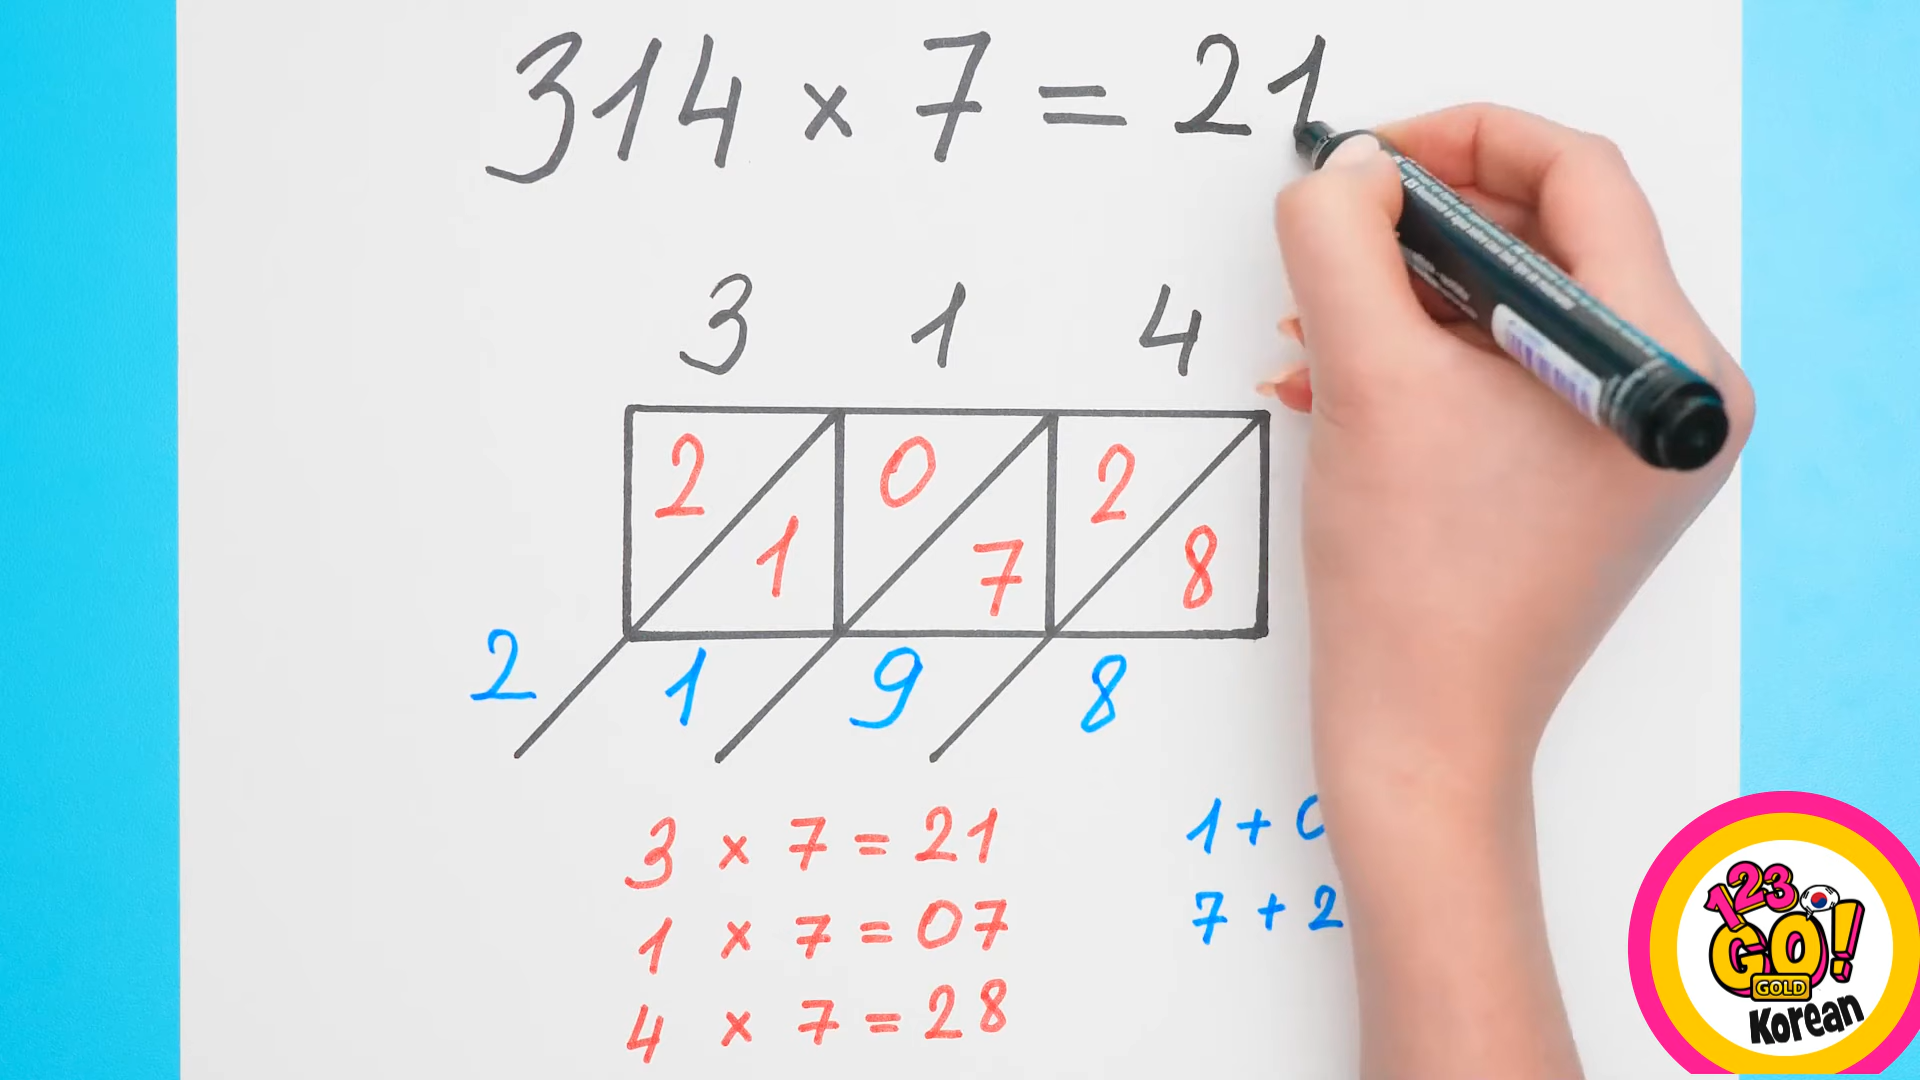 314 × 7 = 21
3 1 4
2 0 2
1 7 8
2 1 9 8
3 × 7 = 21
1 × 7 = 07
4 × 7 = 28
1 +
7 + 2
123
GO!
GOLD
Korean